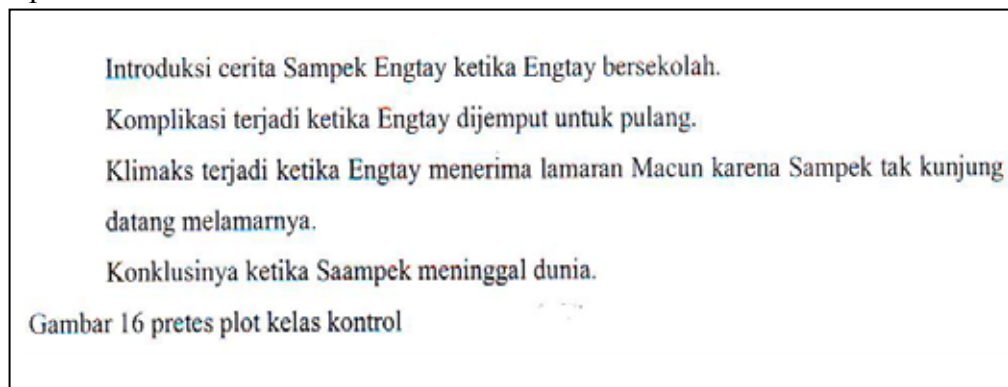 Introduksi cerita Sampek Engtay ketika Engtay bersekolah.
Komplikasi terjadi ketika Engtay dijemput untuk pulang.
Klimaks terjadi ketika Engtay menerima lamaran Macun karena Sampek tak kunjung
datang melamarnya.
Konklusinya ketika Saampek meninggal dunia.
Gambar 16 pretes plot kelas kontrol